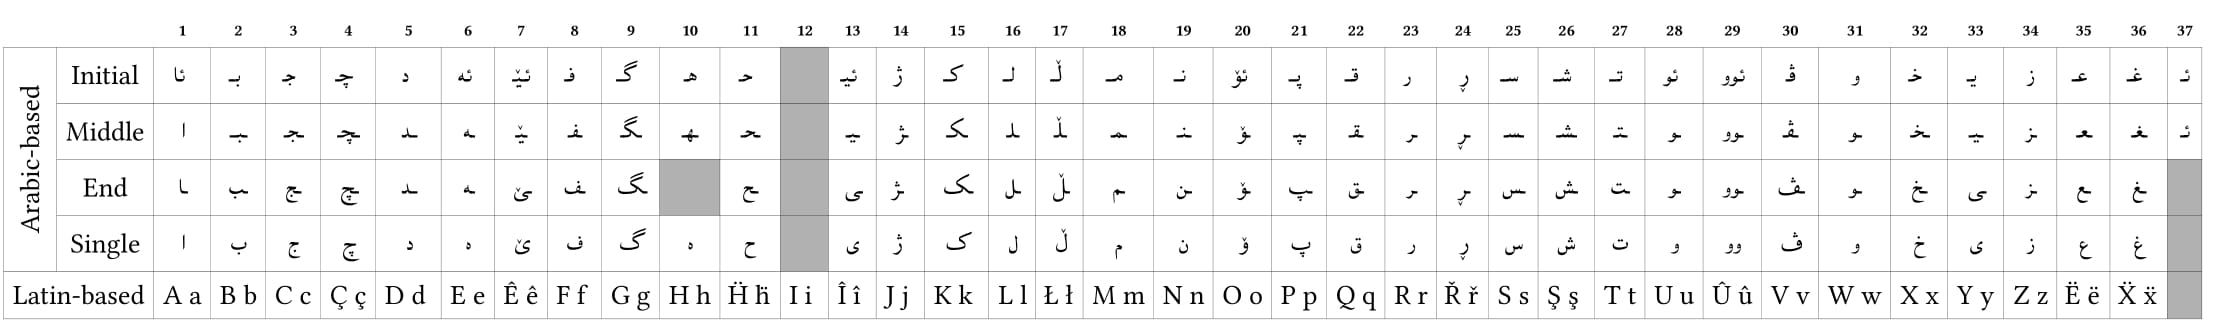 1 2 3 4 5 6 7 8 9 10 11 12 13 14 15 16 17 18 19 20 21 22 23 24 25 26 27 28 29 30 31 32 33 34 35 36 37
Arabic-based
Initial ئا بـ جـ چـ د ئه ئێـ فـ گـ هـ حـ ئیـ ژ کـ لـ ڵـ مـ نـ ئۆ پـ قـ ر ڕ سـ شـ تـ ئو ئوو ڤـ و خـ یـ ز عـ غـ ئـ
Middle ا ـبـ ـجـ ـچـ ـد ـه ـێـ ـفـ ـگـ ـهـ ـحـ ـیـ ـژ ـکـ ـلـ ـڵـ ـمـ ـنـ ـۆ ـپـ ـقـ ـر ـڕ ـسـ ـشـ ـتـ ـو ـوو ـڤـ ـو ـخـ ـیـ ـز ـعـ ـغـ ئـ
End ـا ـب ـج ـچ ـد ـه ـێ ـف ـگ ـح ـی ـژ ـک ـل ـڵ ـم ـن ـۆ ـپ ـق ـر ـڕ ـس ـش ـت ـو ـوو ـڤ ـو ـخ ـی ـز ـع ـغ
Single ا ب ج چ د ه ێ ف گ ه ح ی ژ ک ل ڵ م ن ۆ پ ق ر ڕ س ش ت و وو ڤ و خ ی ز ع غ
Latin-based A a B b C c Ç ç D d E e Ê ê F f G g H h Ḧ ḧ I i Î î J j K k L l Ł ł M m N n O o P p Q q R r Ř ř S s Ş ş T t U u Û û V v W w X x Y y Z z Ë ë Ẍ ẍ